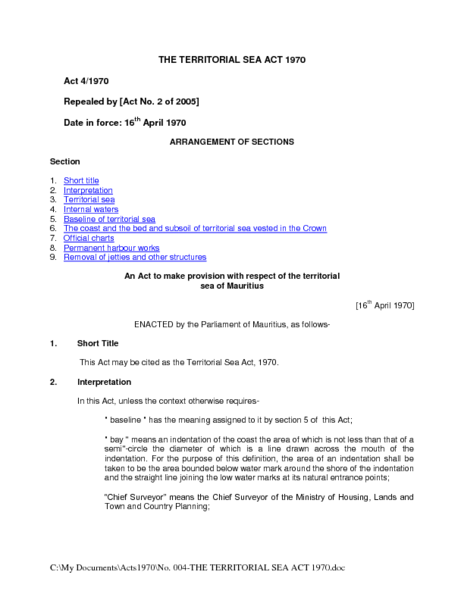 THE TERRITORIAL SEA ACT 1970
Act 4/1970
Repealed by [Act No. 2 of 2005]
Date in force: 16th April 1970
ARRANGEMENT OF SECTIONS
Section
1. Short title
2. Interpretation
3. Territorial sea
4. Internal waters
5. Baseline of territorial sea
6. The coast and the bed and subsoil of territorial sea vested in the Crown
7. Official charts
8. Permanent harbour works
9. Removal of jetties and other structures
An Act to make provision with respect of the territorial
sea of Mauritius
[16th April 1970]
ENACTED by the Parliament of Mauritius, as follows-
1. Short Title
This Act may be cited as the Territorial Sea Act, 1970.
2. Interpretation
In this Act, unless the context otherwise requires-
" baseline " has the meaning assigned to it by section 5 of this Act;
" bay " means an indentation of the coast the area of which is not less than that of a
semi"-circle the diameter of which is a line drawn across the mouth of the
indentation. For the purpose of this definition, the area of an indentation shall be
taken to be the area bounded below water mark around the shore of the indentation
and the straight line joining the low water marks at its natural entrance points;
"Chief Surveyor" means the Chief Surveyor of the Ministry of Housing, Lands and
Town and Country Planning;
C:\My Documents\Acts1970\No. 004-THE TERRITORIAL SEA ACT 1970.doc